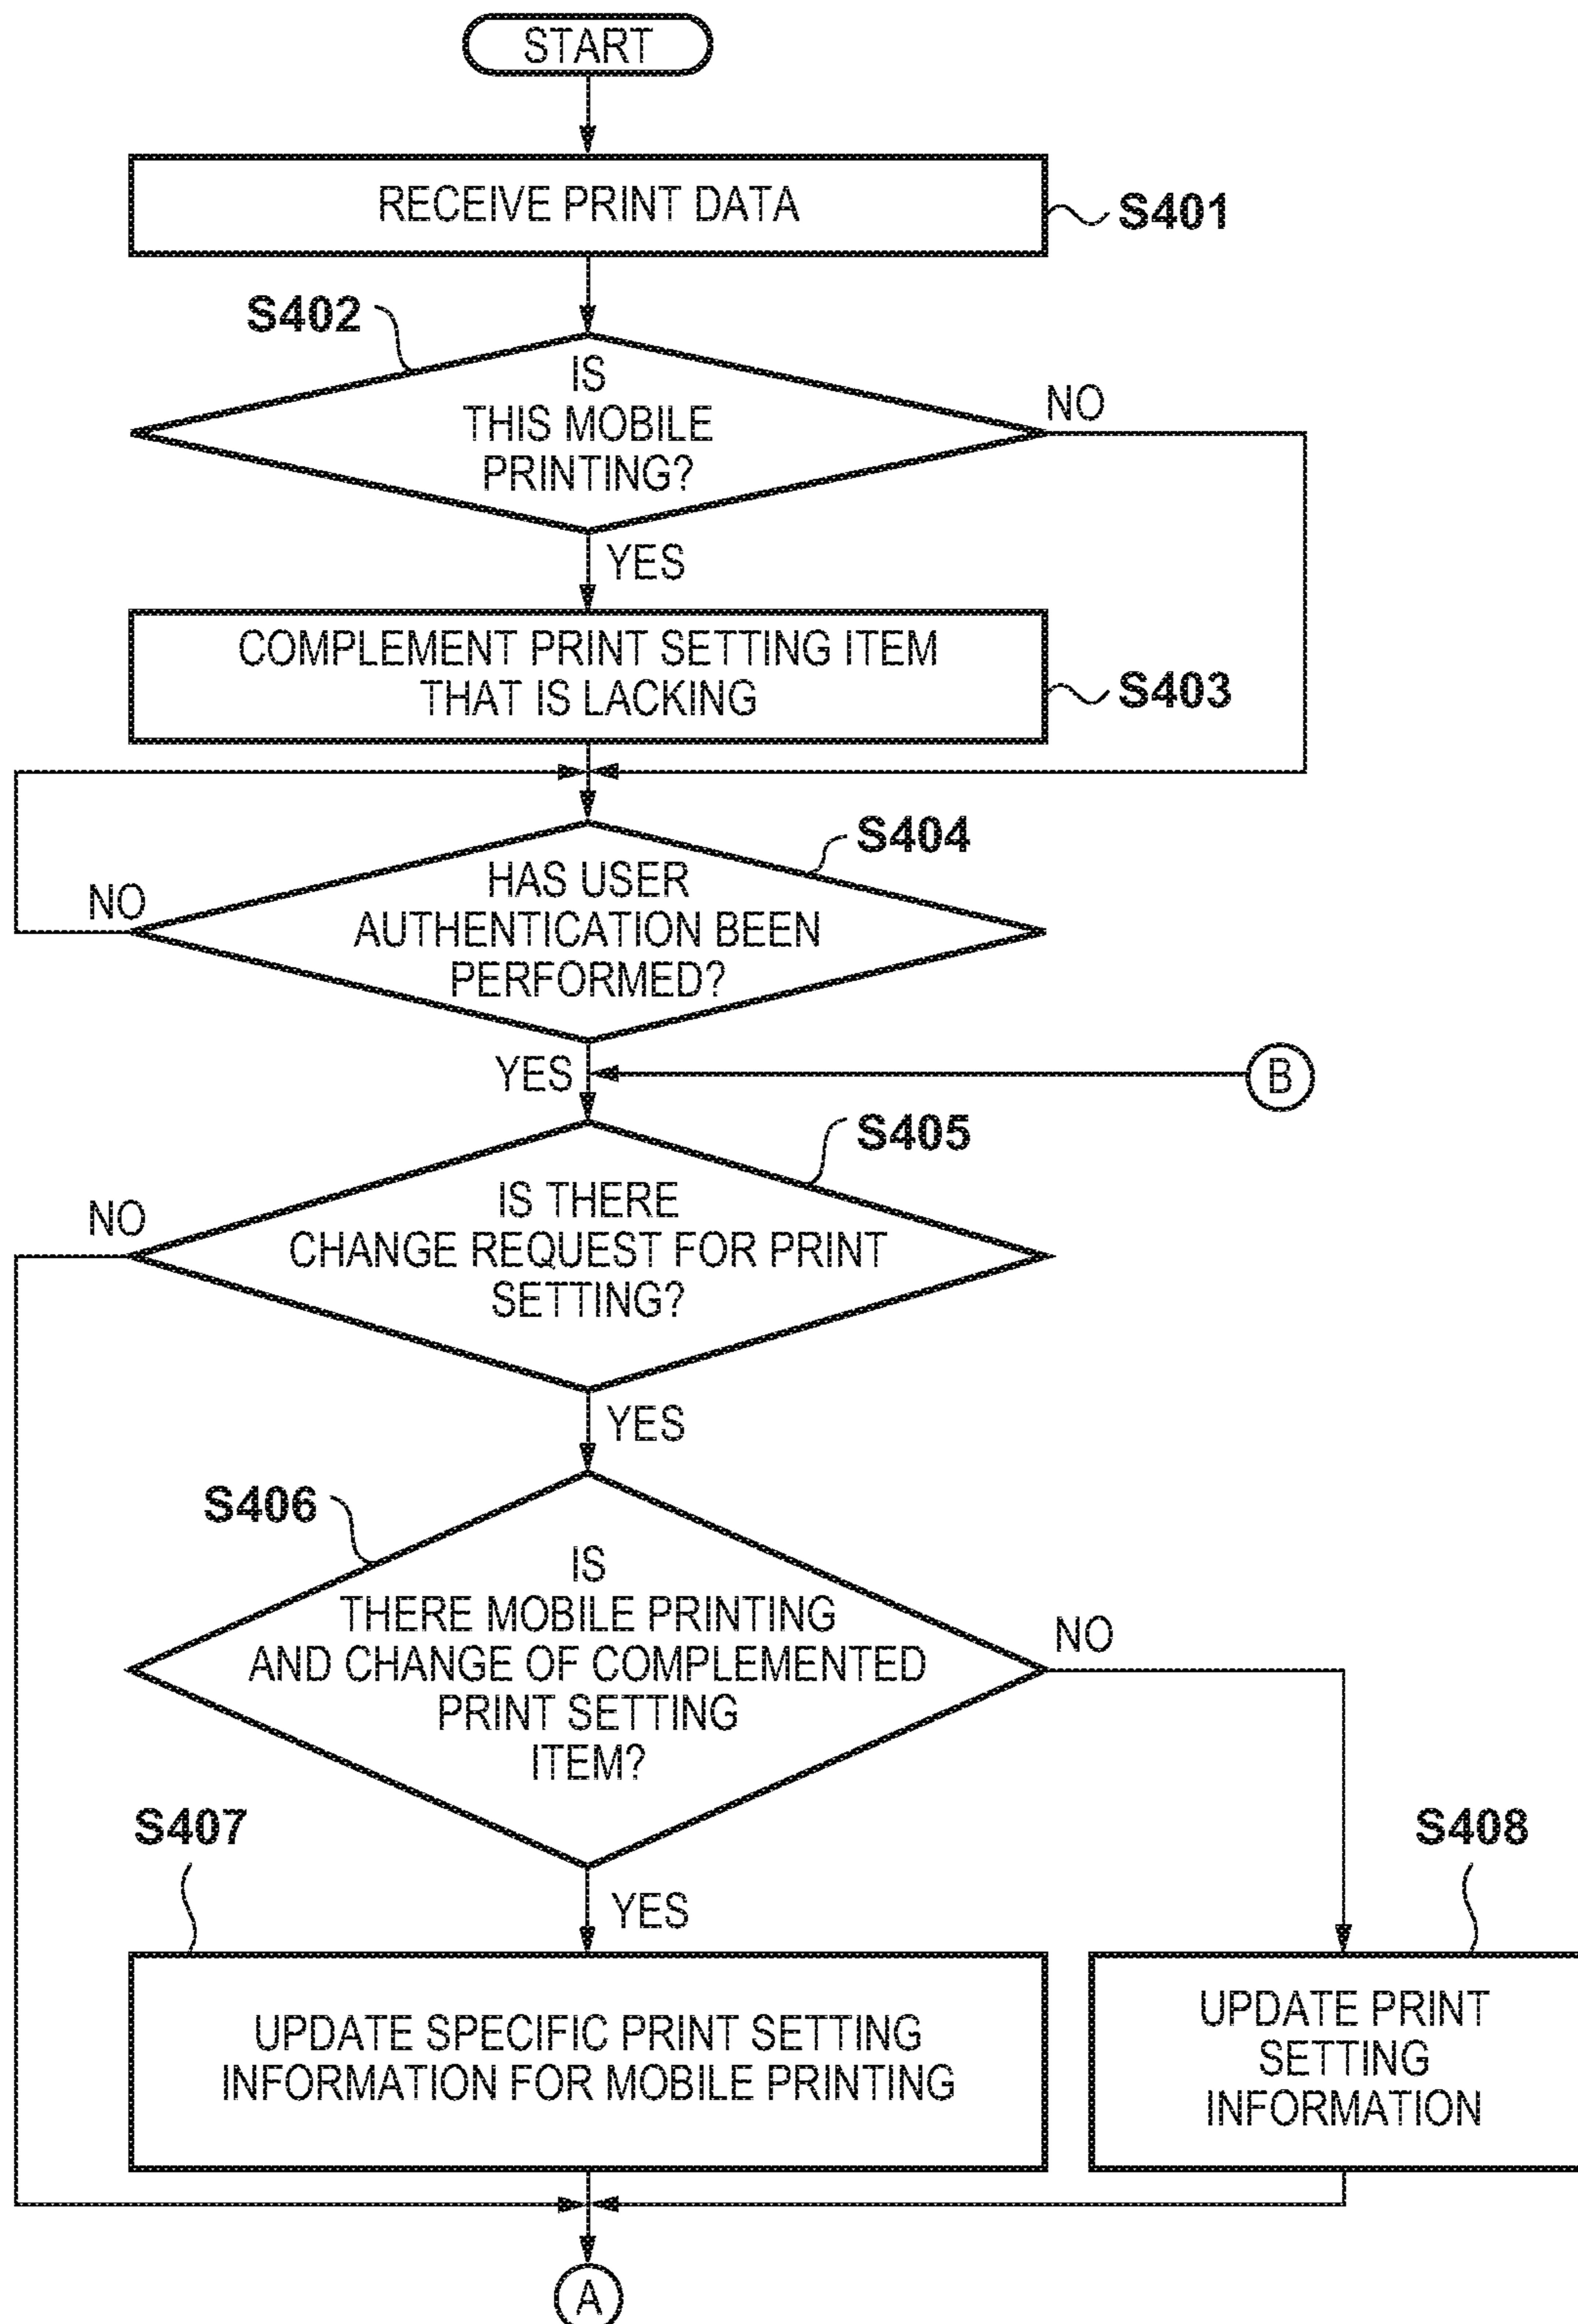 START
RECEIVE PRINT DATA
S401
S402
IS
THIS MOBILE
PRINTING?
NO
YES
COMPLEMENT PRINT SETTING ITEM
THAT IS LACKING
S403
S404
HAS USER
AUTHENTICATION BEEN
PERFORMED?
NO
YES
B
S405
IS THERE
CHANGE REQUEST FOR PRINT
SETTING?
NO
YES
S406
IS
THERE MOBILE PRINTING
AND CHANGE OF COMPLEMENTED
PRINT SETTING
ITEM?
NO
YES
S407
UPDATE SPECIFIC PRINT SETTING
INFORMATION FOR MOBILE PRINTING
S408
UPDATE PRINT
SETTING
INFORMATION
A